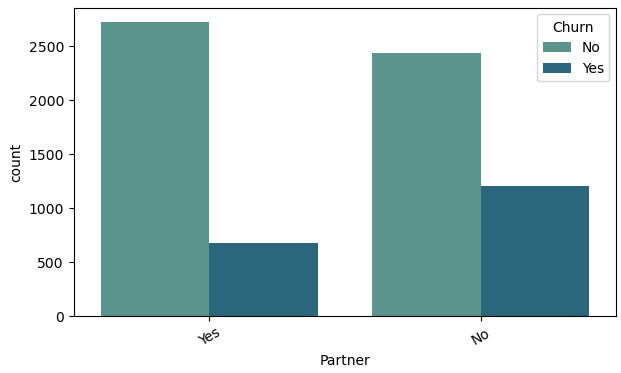 Churn
No
Yes
2500
2000
1500
1000
500
0
count
Yes
No
Partner